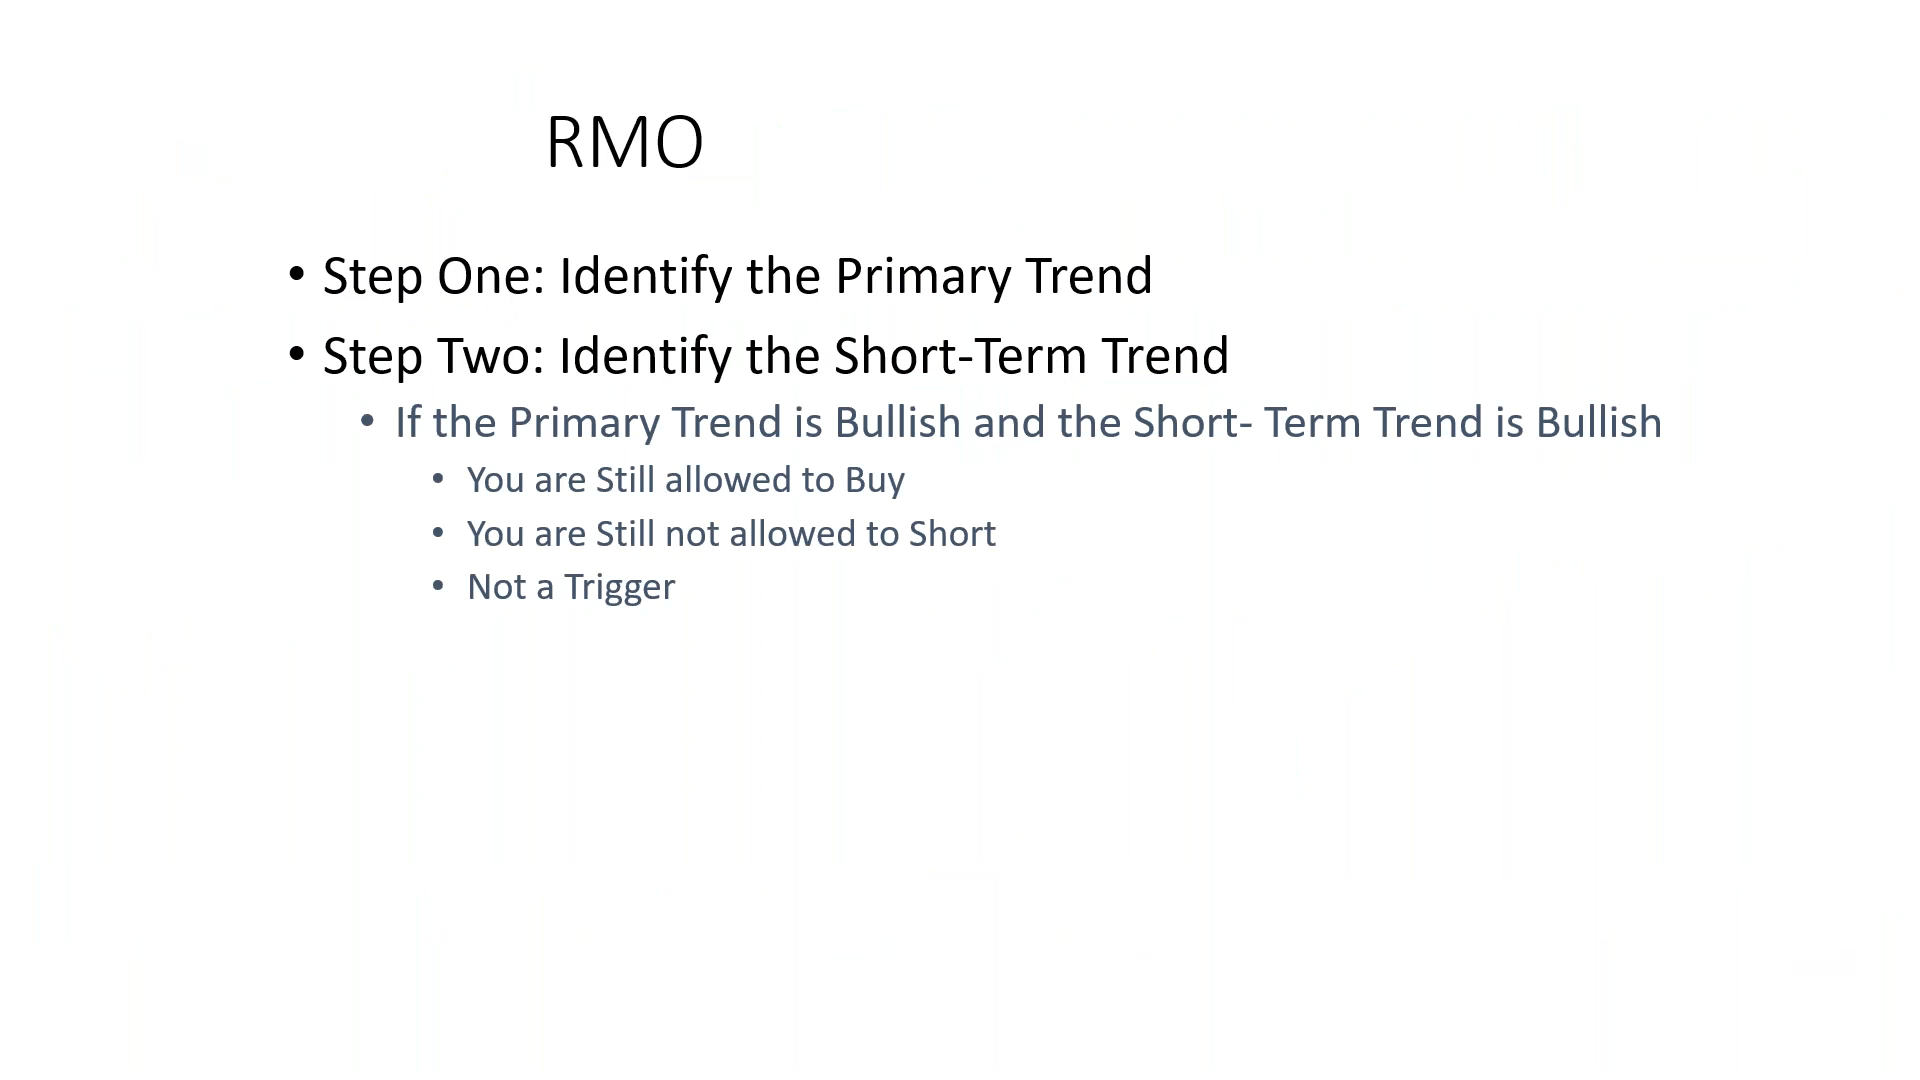 RMO
• Step One: Identify the Primary Trend
• Step Two: Identify the Short-Term Trend
• If the Primary Trend is Bullish and the Short- Term Trend is Bullish
• You are Still allowed to Buy
• You are Still not allowed to Short
• Not a Trigger